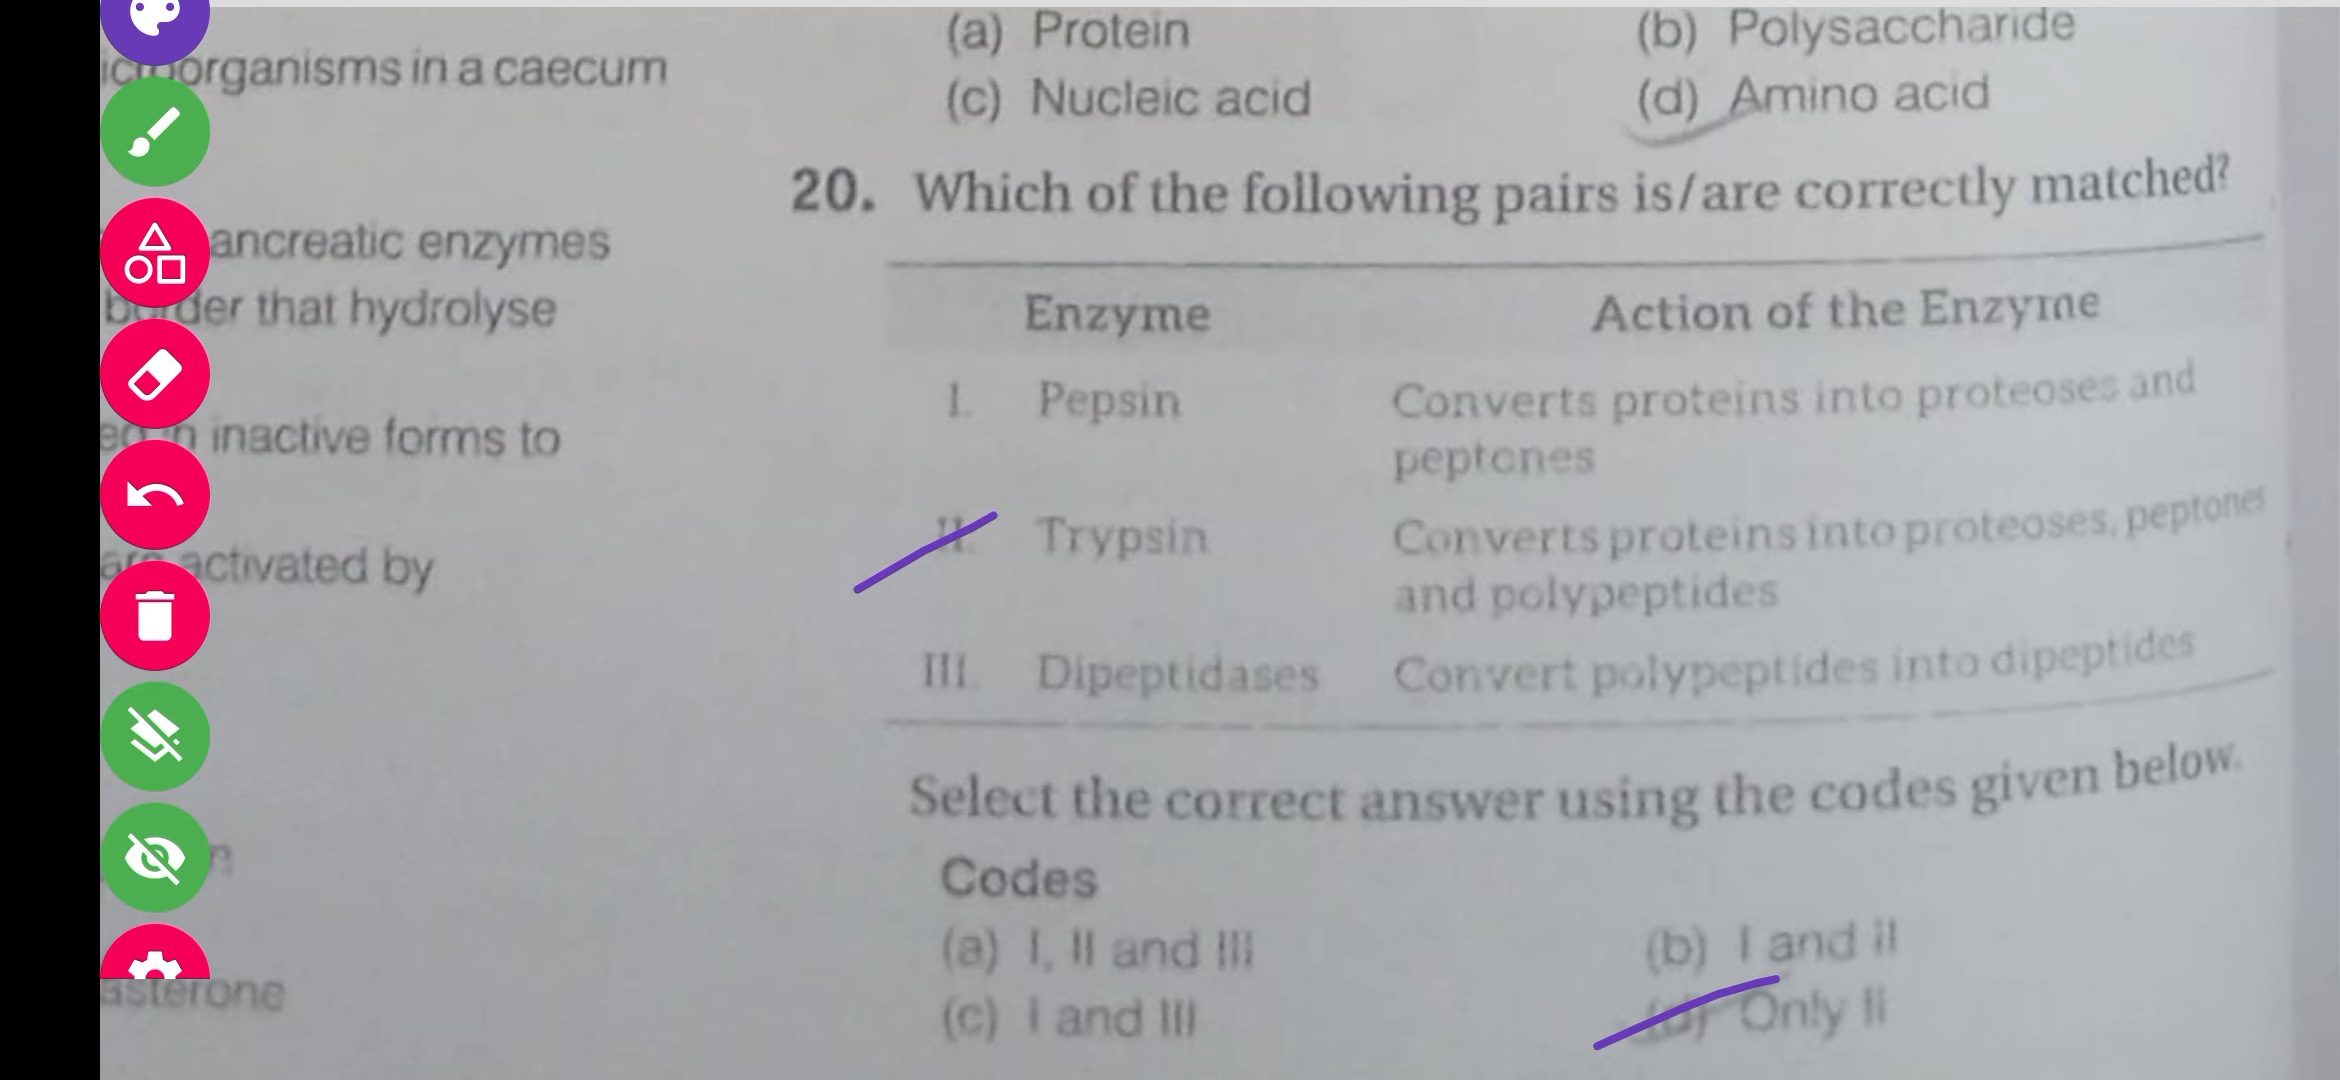 organisms in a caecum
ancreatic enzymes
border that hydrolyse
inactive forms to
are activated by
asterone
(a) Protein
(b) Polysaccharide
(c) Nucleic acid
(d) Amino acid
20. Which of the following pairs is/are correctly matched?
Enzyme Action of the Enzyme
I. Pepsin Converts proteins into proteoses and
peptones
II. Trypsin Converts proteins into proteoses, peptones
and polypeptides
III. Dipeptidases Convert polypeptides into dipeptides
Select the correct answer using the codes given below.
Codes
(a) I, II and III
(b) I and II
(c) I and III
(d) Only II